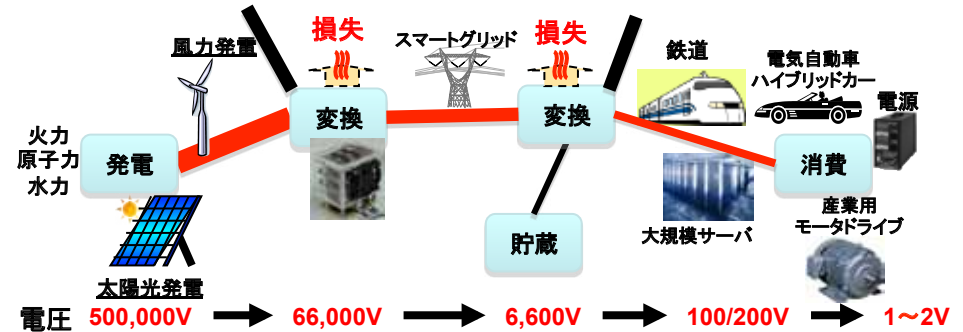 損失
損失
スマートグリッド
風力発電
鉄道
電気自動車
ハイブリッドカー
電源
変換
変換
火力
原子力
水力
発電
消費
貯蔵
大規模サーバ
産業用
モータドライブ
太陽光発電
電圧 500,000V 66,000V 6,600V 100/200V 1～2V